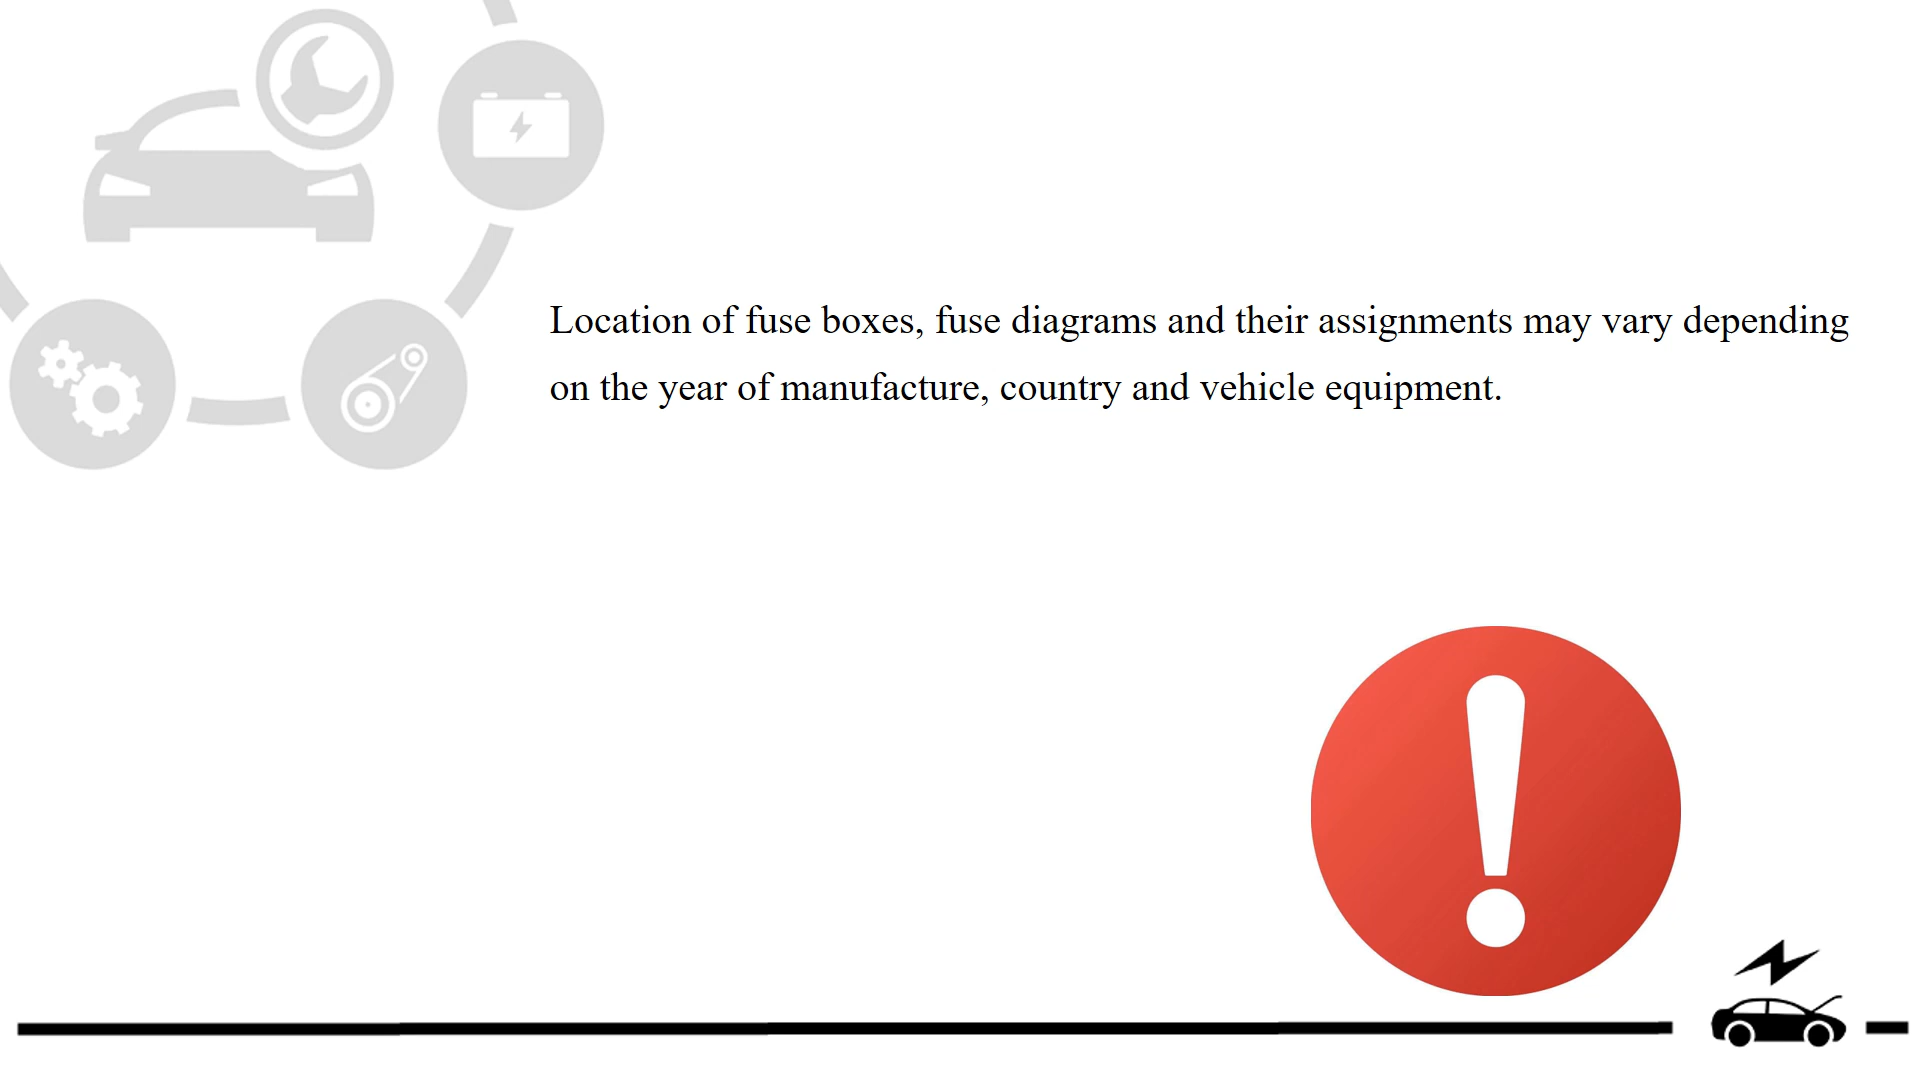 Location of fuse boxes, fuse diagrams and their assignments may vary depending
on the year of manufacture, country and vehicle equipment.